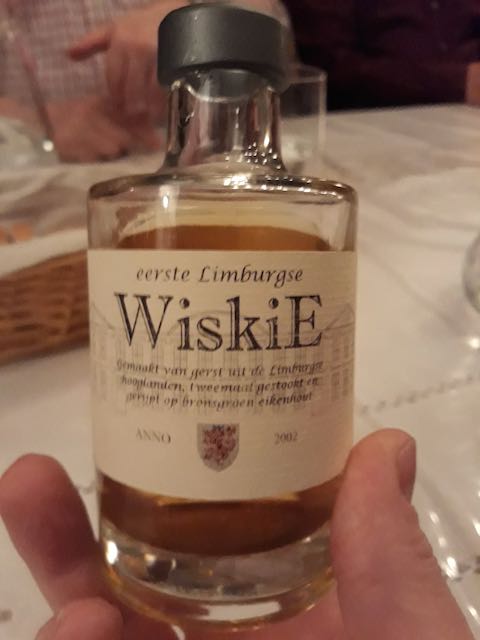 eerste Limburgse
WiskiE
Gemaakt van gerst uit de Limburgse
hooglanden, tweemaal gestookt en
gerijpt op bronsgroen eikenhout
ANNO 2002